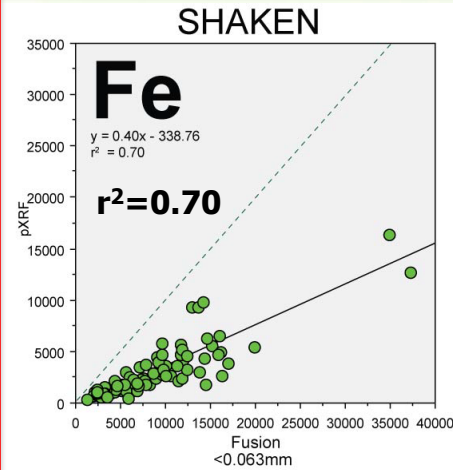 SHAKEN
35000
30000
25000
20000
15000
10000
5000
0
pXRF
Fe
y = 0.40x - 338.76
r² = 0.70
r²=0.70
0 5000 10000 15000 20000 25000 30000 35000 40000
Fusion
<0.063mm